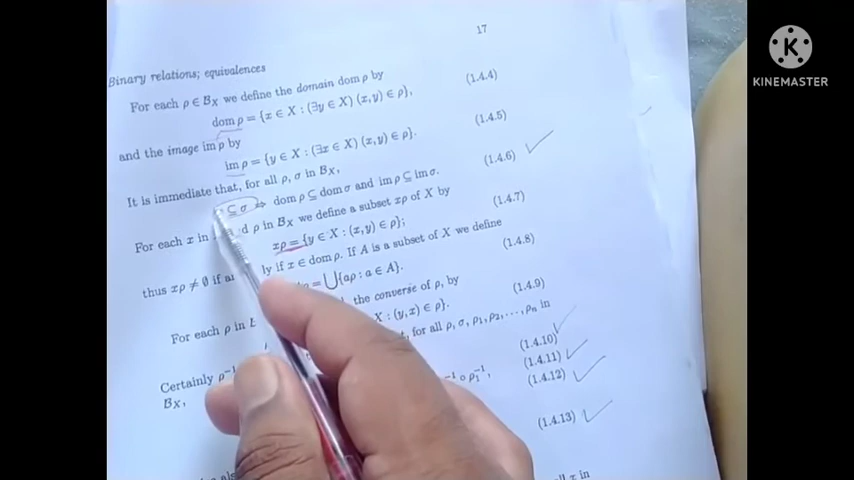 17
Binary relations; equivalences
For each ρ ∈ B_X we define the domain dom ρ by
dom ρ = {x ∈ X : (∃y ∈ X) (x, y) ∈ ρ}, (1.4.4)
and the image im ρ by
im ρ = {y ∈ X : (∃x ∈ X) (x, y) ∈ ρ}. (1.4.5)
It is immediate that, for all ρ, σ in B_X,
⊆ σ ⇒ dom ρ ⊆ dom σ and im ρ ⊆ im σ. (1.4.6)
For each x in ρ in B_X we define a subset xρ of X by
xρ = {y ∈ X : (x, y) ∈ ρ}; (1.4.7)
thus xρ ≠ ∅ if x ∈ dom ρ. If A is a subset of X we define
= ⋃{aρ : a ∈ A}. (1.4.8)
For each ρ in the converse of ρ, by
X : (y, x) ∈ ρ}. (1.4.9)
Certainly for all ρ, σ, ρ₁, ρ₂, ..., ρₙ in
B_X,
(1.4.10)
(1.4.11)
⁻¹ ∘ ρ₁⁻¹, (1.4.12)
(1.4.13)
x in
KINEMASTER